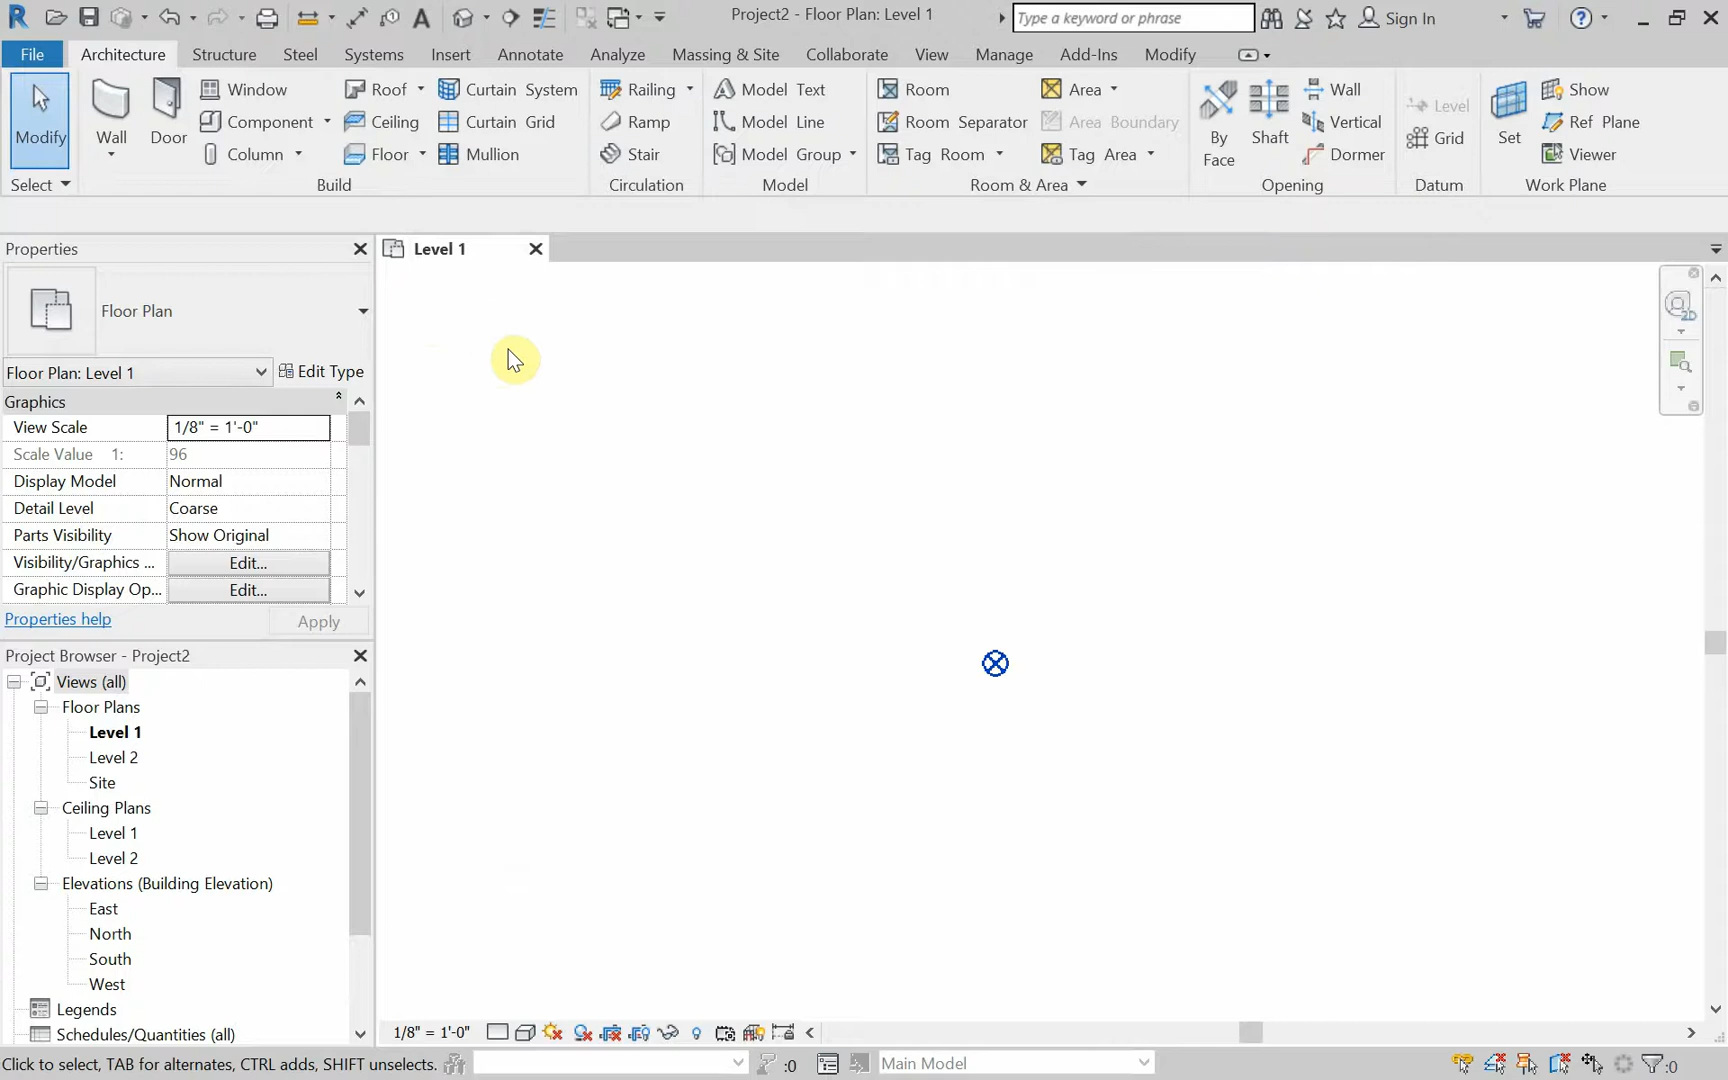 Project2 - Floor Plan: Level 1
Type a keyword or phrase
Sign In
File Architecture Structure Steel Systems Insert Annotate Analyze Massing & Site Collaborate View Manage Add-Ins Modify
Modify
Select
Wall
Door
Window
Component
Column
Roof
Ceiling
Floor
Curtain System
Curtain Grid
Mullion
Build
Railing
Ramp
Stair
Circulation
Model Text
Model Line
Model Group
Model
Room
Room Separator
Tag Room
Area
Area Boundary
Tag Area
Room & Area
By
Face
Shaft
Wall
Vertical
Dormer
Opening
Level
Grid
Datum
Set
Show
Ref Plane
Viewer
Work Plane
Properties
Floor Plan
Floor Plan: Level 1 Edit Type
Graphics
View Scale 1/8" = 1'-0"
Scale Value 1: 96
Display Model Normal
Detail Level Coarse
Parts Visibility Show Original
Visibility/Graphics ... Edit...
Graphic Display Op... Edit...
Properties help Apply
Project Browser - Project2
Views (all)
Floor Plans
Level 1
Level 2
Site
Ceiling Plans
Level 1
Level 2
Elevations (Building Elevation)
East
North
South
West
Legends
Schedules/Quantities (all)
Level 1
2D
1/8" = 1'-0"
Click to select, TAB for alternates, CTRL adds, SHIFT unselects. :0 Main Model :0